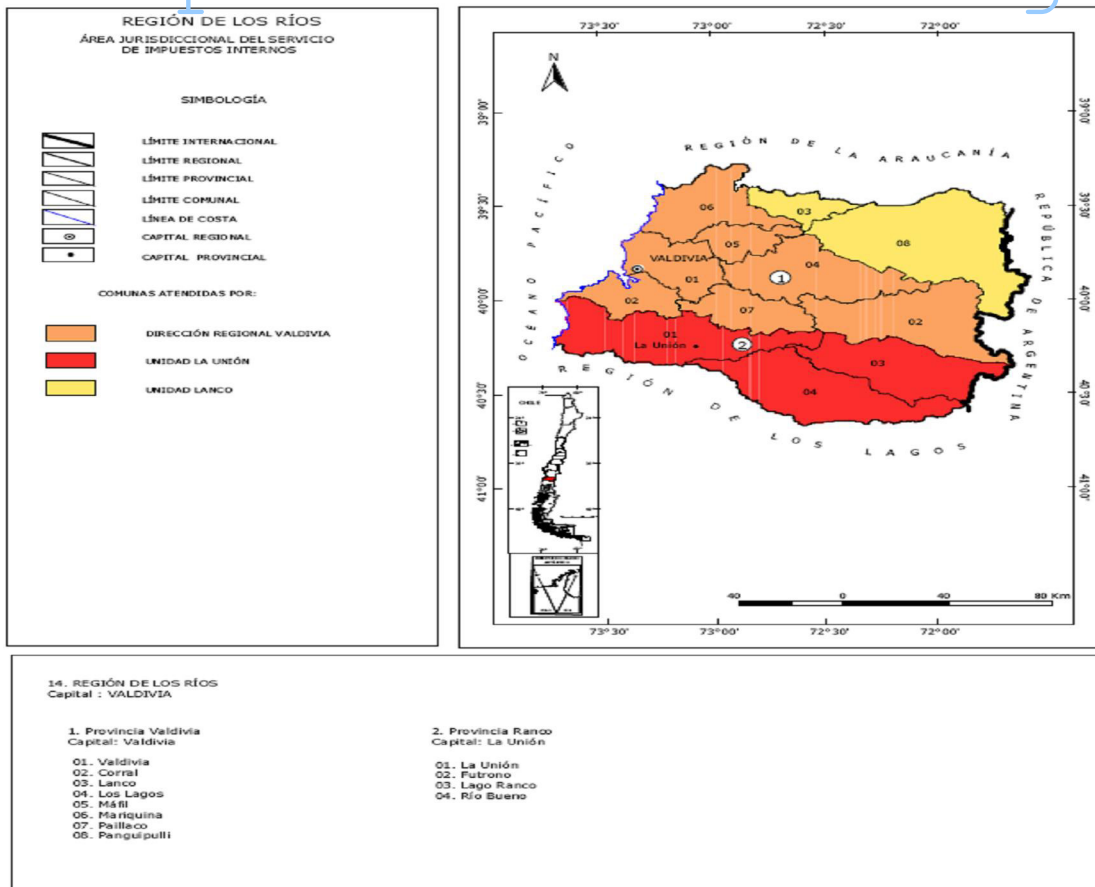 REGIÓN DE LOS RÍOS
ÁREA JURISDICCIONAL DEL SERVICIO
DE IMPUESTOS INTERNOS
SIMBOLOGÍA
LÍMITE INTERNACIONAL
LÍMITE REGIONAL
LÍMITE PROVINCIAL
LÍMITE COMUNAL
LÍNEA DE COSTA
CAPITAL REGIONAL
CAPITAL PROVINCIAL
COMUNAS ATENDIDAS POR:
DIRECCIÓN REGIONAL VALDIVIA
UNIDAD LA UNIÓN
UNIDAD LANCO
73°30'
73°00'
72°30'
72°00'
N
39°00'
39°00'
REGIÓN DE LA ARAUCANÍA
OCÉANO PACÍFICO
REPÚBLICA DE ARGENTINA
39°30'
39°30'
06
03
05
08
VALDIVIA
04
01
1
40°00'
40°00'
02
07
02
01
La Unión
2
03
04
REGIÓN DE LOS LAGOS
40°30'
40°30'
CHILE
41°00'
41°00'
40
0
40
80 Km
73°30'
73°00'
72°30'
72°00'
14. REGIÓN DE LOS RÍOS
Capital : VALDIVIA
1. Provincia Valdivia
Capital: Valdivia
01. Valdivia
02. Corral
03. Lanco
04. Los Lagos
05. Máfil
06. Mariquina
07. Paillaco
08. Panguipulli
2. Provincia Ranco
Capital: La Unión
01. La Unión
02. Futrono
03. Lago Ranco
04. Río Bueno